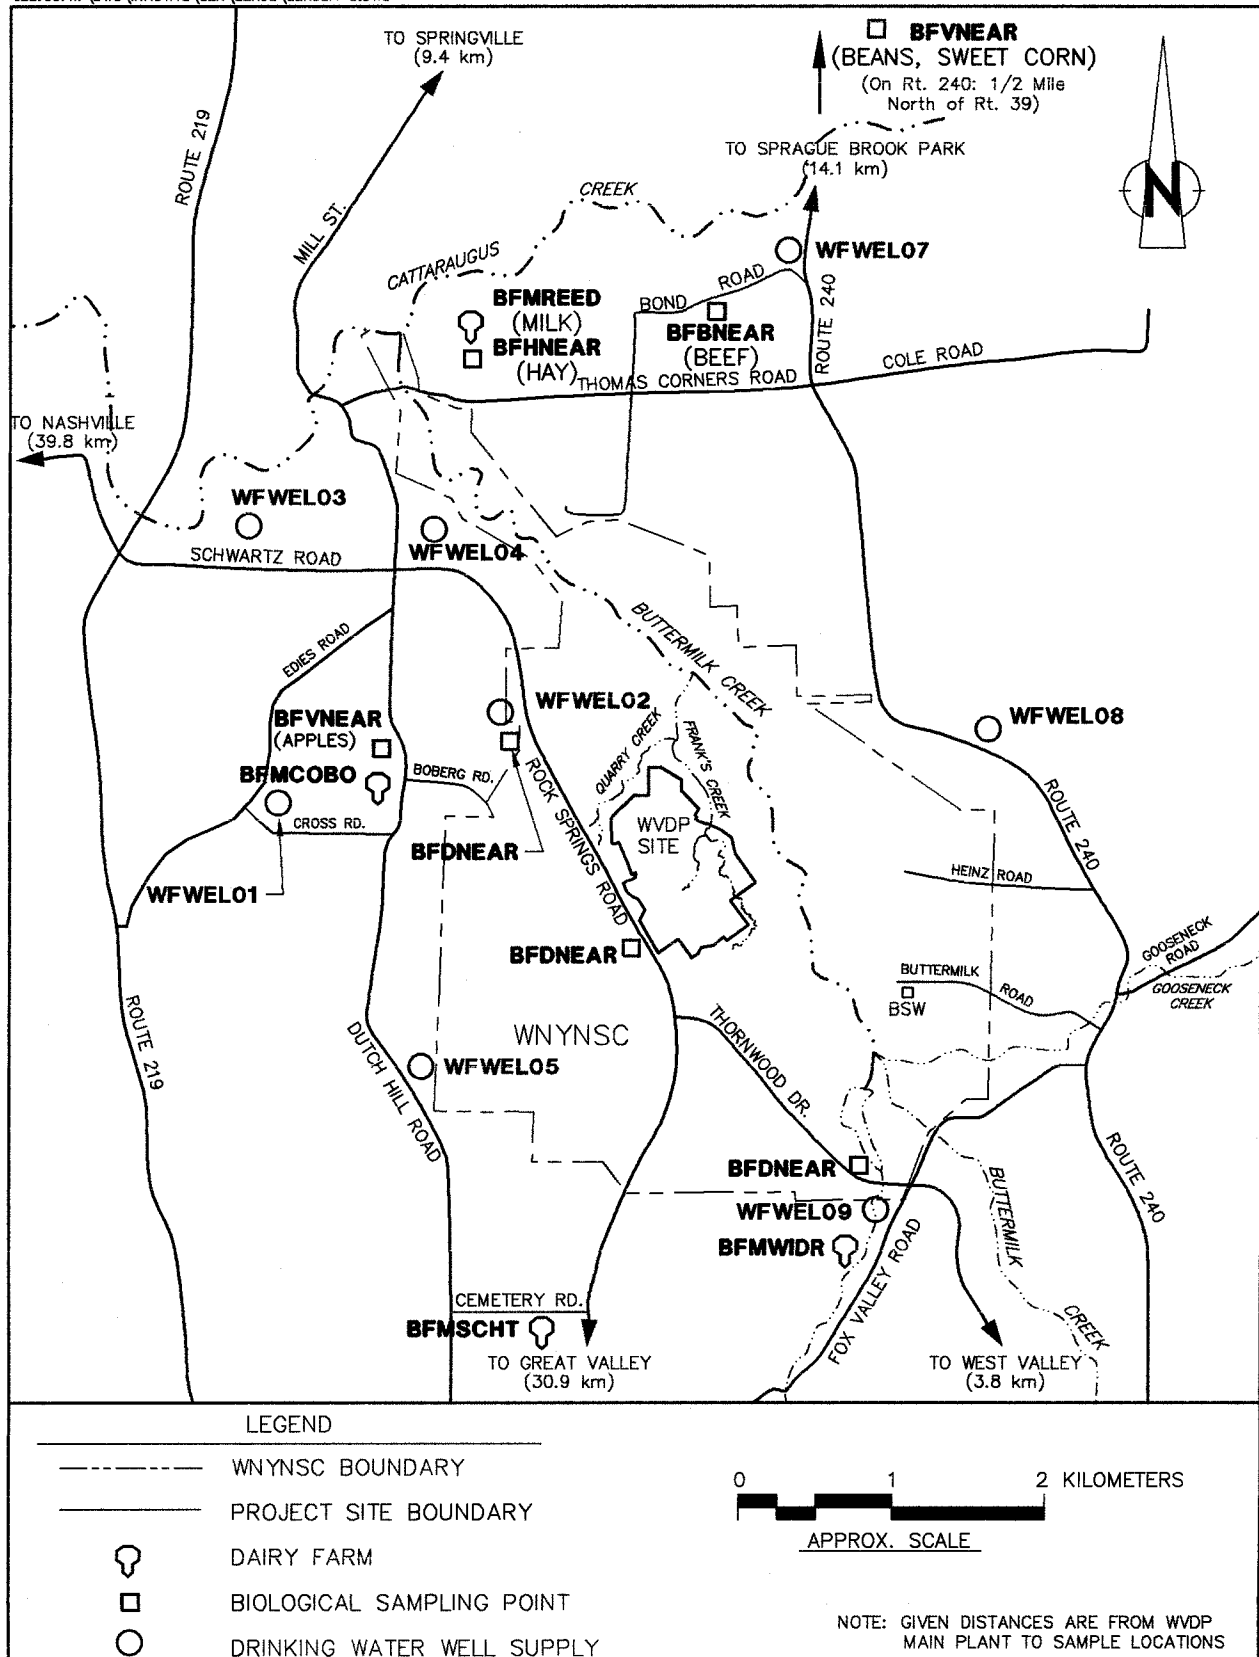 TO SPRINGVILLE
(9.4 km)
BFVNEAR
(BEANS, SWEET CORN)
(On Rt. 240: 1/2 Mile
North of Rt. 39)
ROUTE 219
TO SPRAGUE BROOK PARK
(14.1 km)
N
CREEK
MILL ST.
CATTARAUGUS
WFWEL07
BOND ROAD
ROUTE 240
BFMREED
(MILK)
BFHNEAR
(HAY)
BFBNEAR
(BEEF)
COLE ROAD
THOMAS CORNERS ROAD
TO NASHVILLE
(39.8 km)
WFWEL03
WFWEL04
SCHWARTZ ROAD
BUTTERMILK CREEK
EDIES ROAD
WFWEL02
WFWEL08
BFVNEAR
(APPLES)
QUARRY CREEK
FRANK'S CREEK
BFMCOBO
BOBERG RD.
ROCK SPRINGS ROAD
WVDP
SITE
ROUTE 240
CROSS RD.
BFDNEAR
HEINZ ROAD
WFWEL01
BFDNEAR
GOOSENECK
ROAD
BUTTERMILK ROAD
GOOSENECK
CREEK
BSW
ROUTE 219
DUTCH HILL ROAD
WNYNSC
THORNWOOD DR.
WFWEL05
BFDNEAR
BUTTERMILK CREEK
ROUTE 240
WFWEL09
BFMWIDR
FOX VALLEY ROAD
CEMETERY RD.
BFMSCHT
TO GREAT VALLEY
(30.9 km)
TO WEST VALLEY
(3.8 km)
LEGEND
WNYNSC BOUNDARY
PROJECT SITE BOUNDARY
DAIRY FARM
BIOLOGICAL SAMPLING POINT
DRINKING WATER WELL SUPPLY
0 1 2 KILOMETERS
APPROX. SCALE
NOTE: GIVEN DISTANCES ARE FROM WVDP
MAIN PLANT TO SAMPLE LOCATIONS